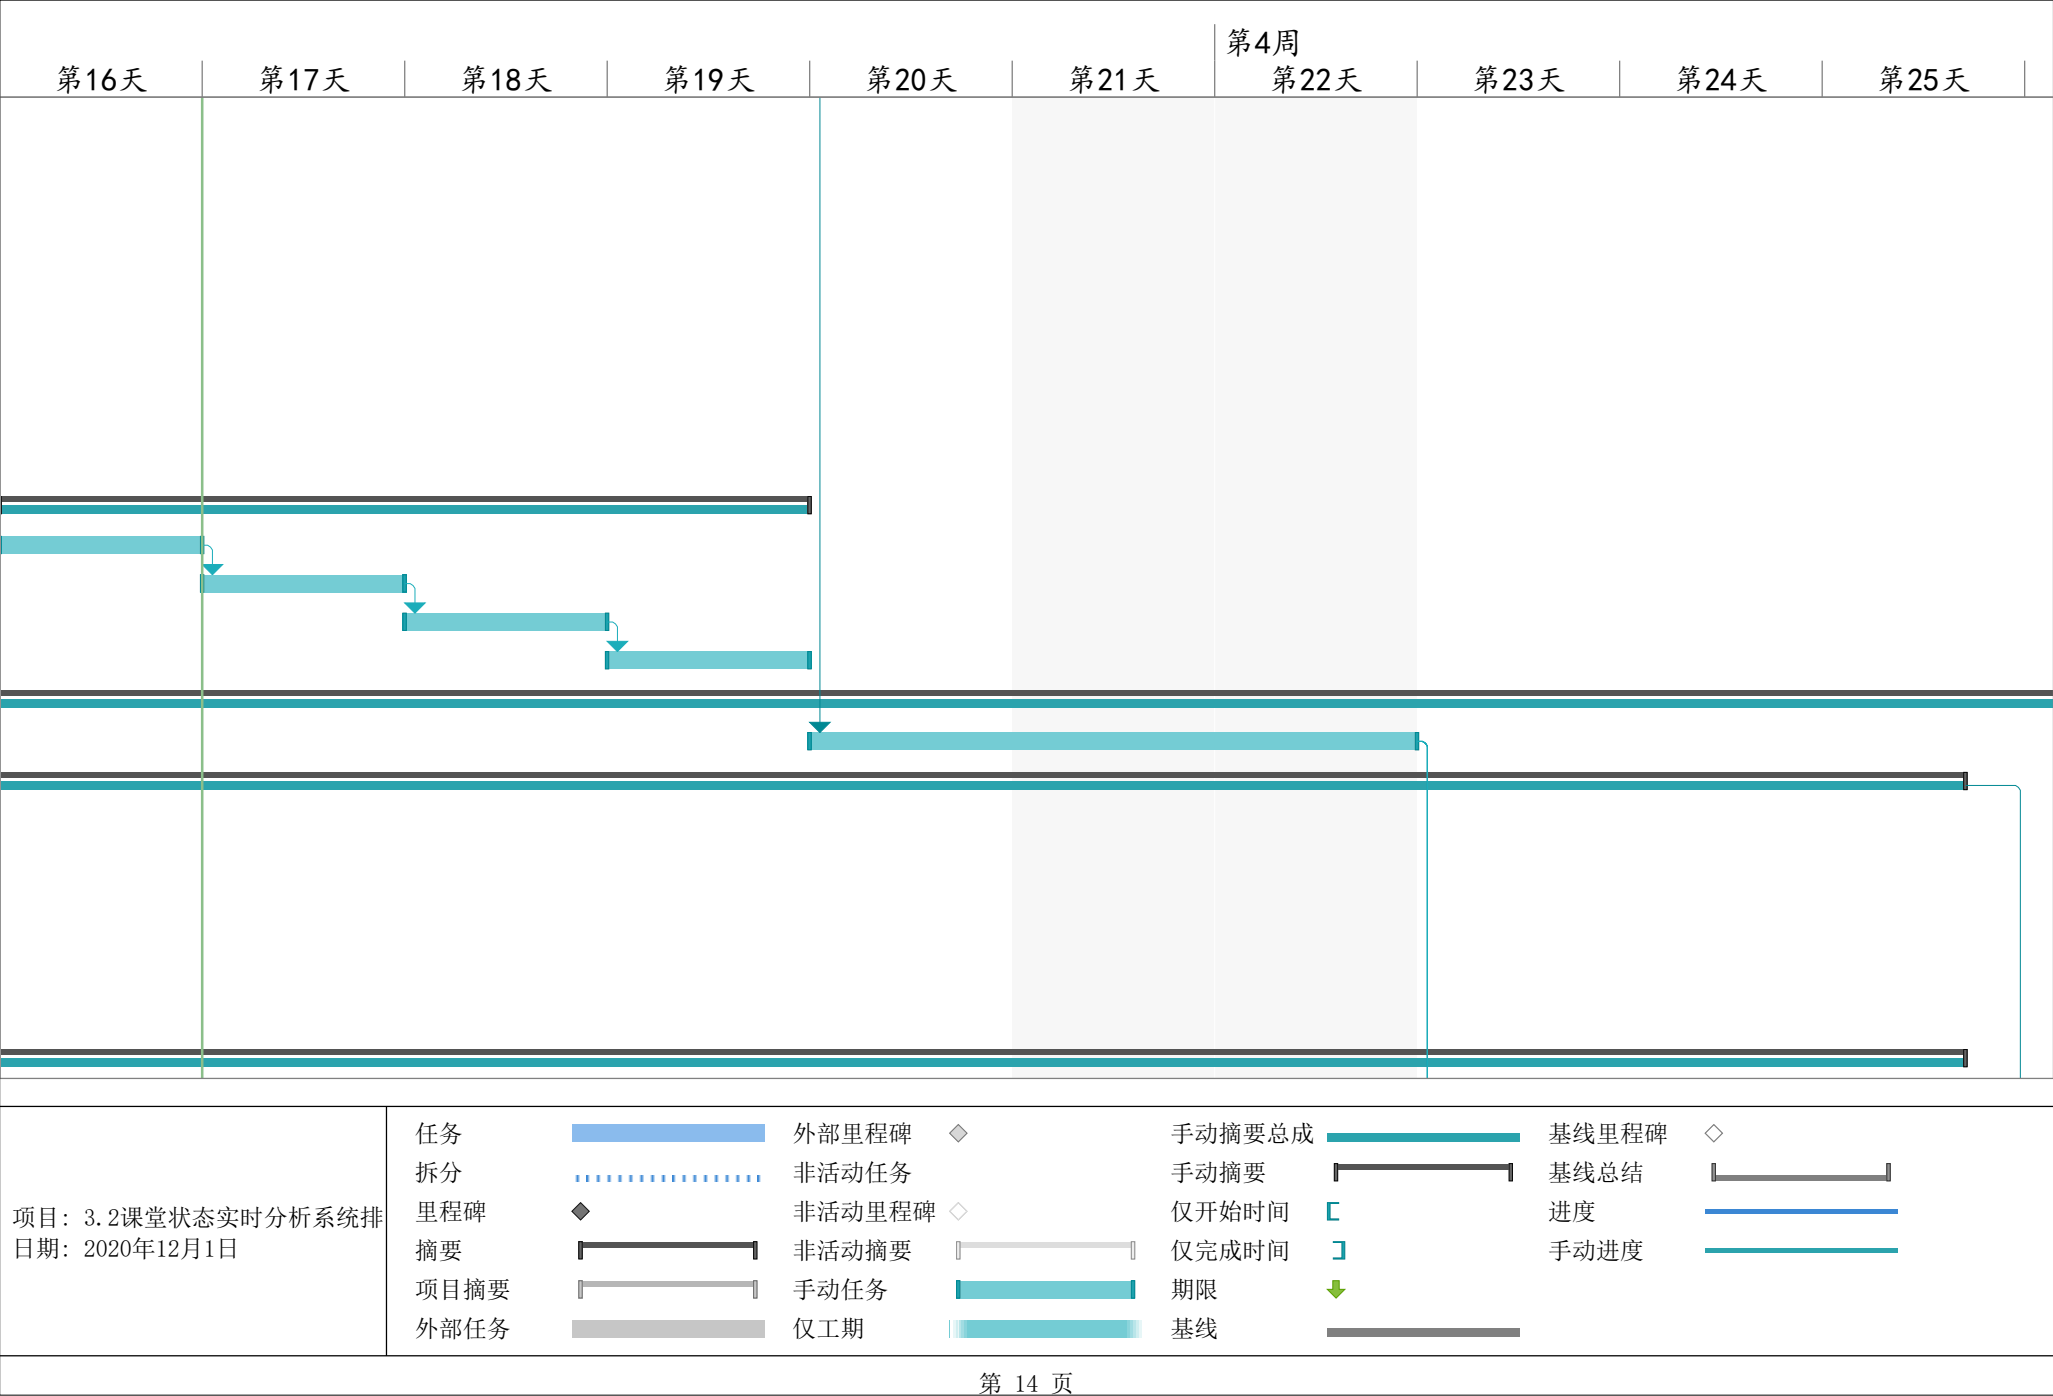 第4周
第16天 第17天 第18天 第19天 第20天 第21天 第22天 第23天 第24天 第25天
项目: 3.2课堂状态实时分析系统排
日期: 2020年12月1日
任务
拆分
里程碑
摘要
项目摘要
外部任务
外部里程碑
非活动任务
非活动里程碑
非活动摘要
手动任务
仅工期
手动摘要总成
手动摘要
仅开始时间
仅完成时间
期限
基线
基线里程碑
基线总结
进度
手动进度
第 14 页